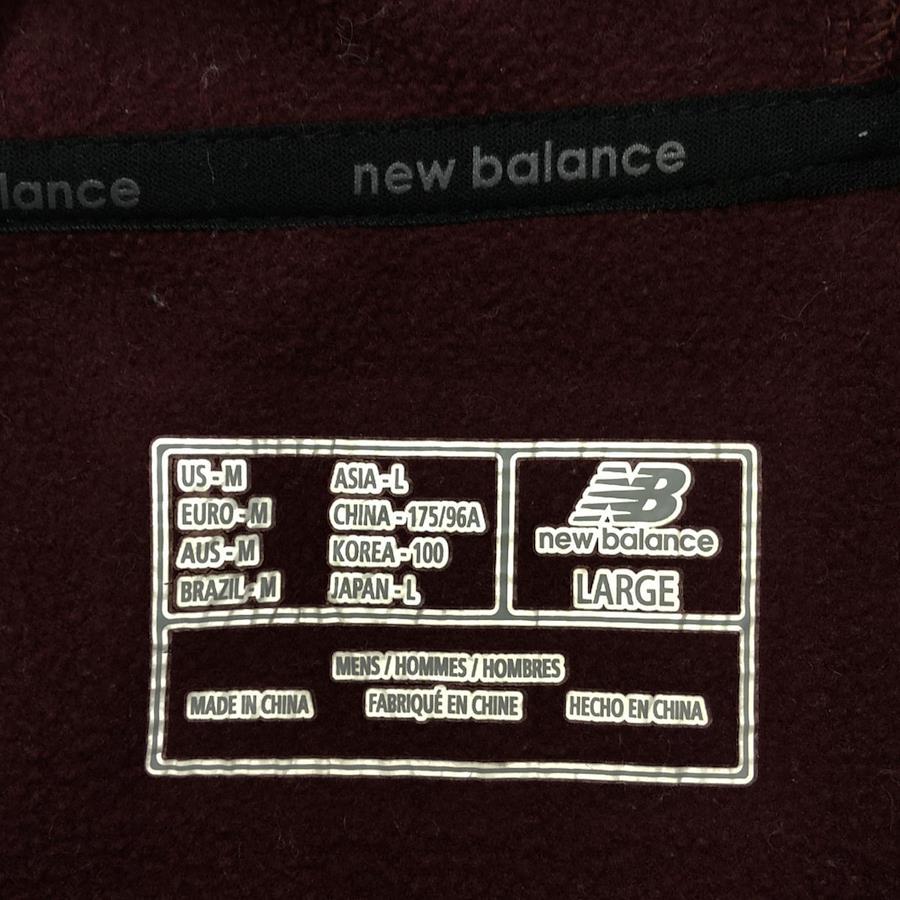 lance
new balance
US - M
EURO - M
AUS - M
BRAZIL - M
ASIA - L
CHINA - 175/96A
KOREA - 100
JAPAN - L
NB
new balance
LARGE
MENS / HOMMES / HOMBRES
MADE IN CHINA
FABRIQUÉ EN CHINE
HECHO EN CHINA